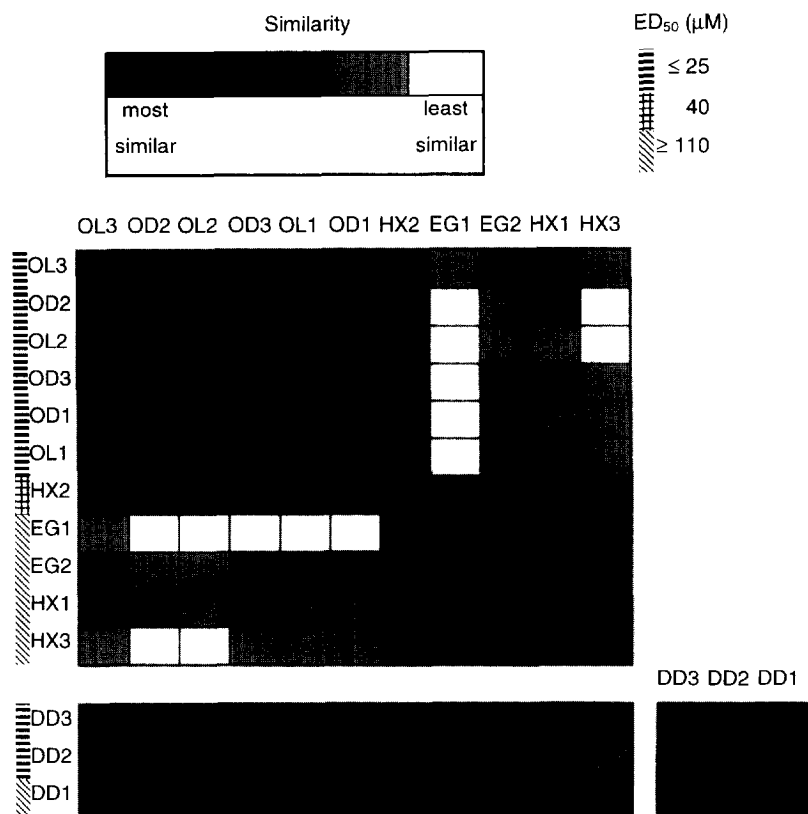 Similarity
ED50 (µM)
most similar
least similar
≤ 25
40
≥ 110
OL3 OD2 OL2 OD3 OL1 OD1 HX2 EG1 EG2 HX1 HX3
OL3
OD2
OL2
OD3
OD1
OL1
HX2
EG1
EG2
HX1
HX3
DD3 DD2 DD1
DD3
DD2
DD1